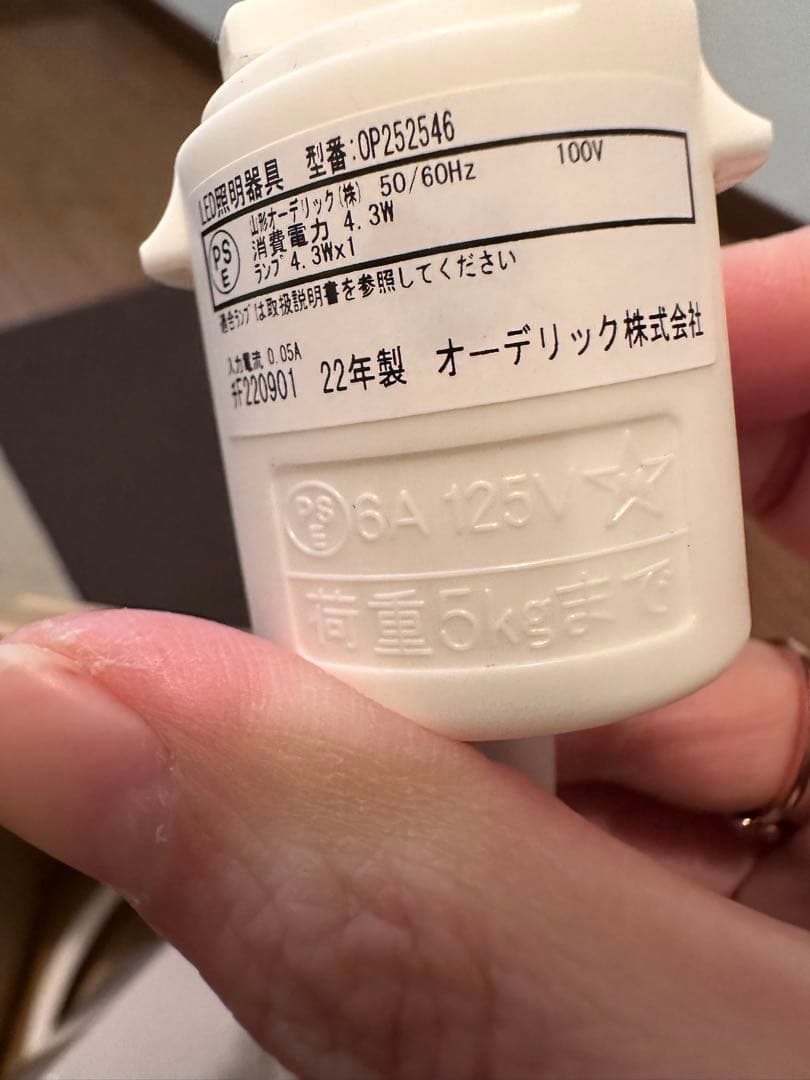 LED照明器具 型番:OP252546
PS
E
山形オーデリック(株) 50/60Hz 100V
消費電力 4.3W
ランプ 4.3Wx1
適合ランプは取扱説明書を参照してください
入力電流 0.05A
F220901 22年製 オーデリック株式会社
PS
E
6A 125V
荷重5kgまで